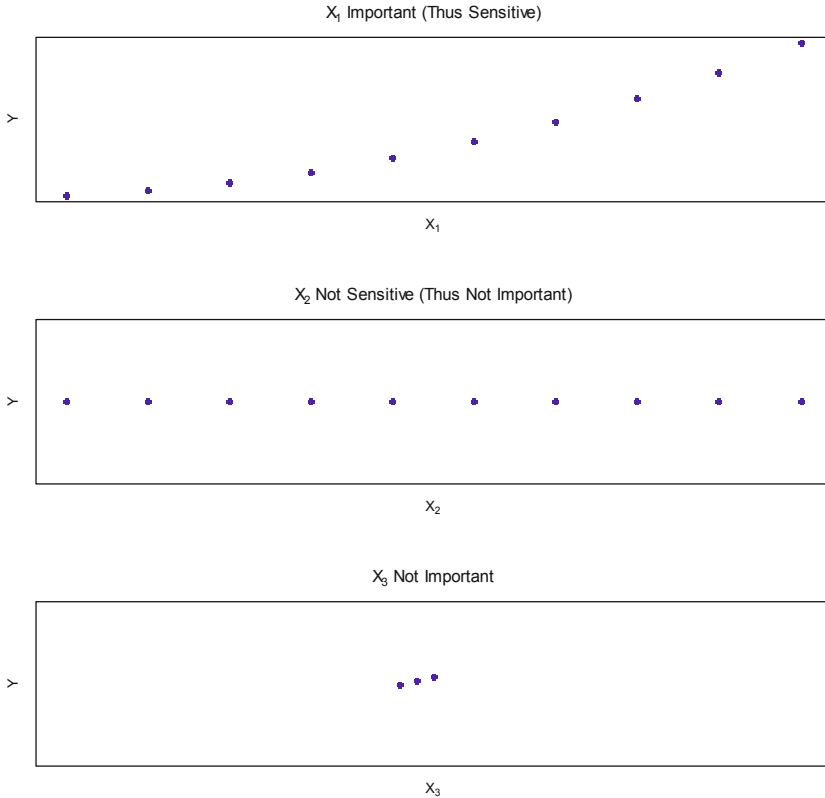 X₁ Important (Thus Sensitive)
Y
X₁
X₂ Not Sensitive (Thus Not Important)
Y
X₂
X₃ Not Important
Y
X₃